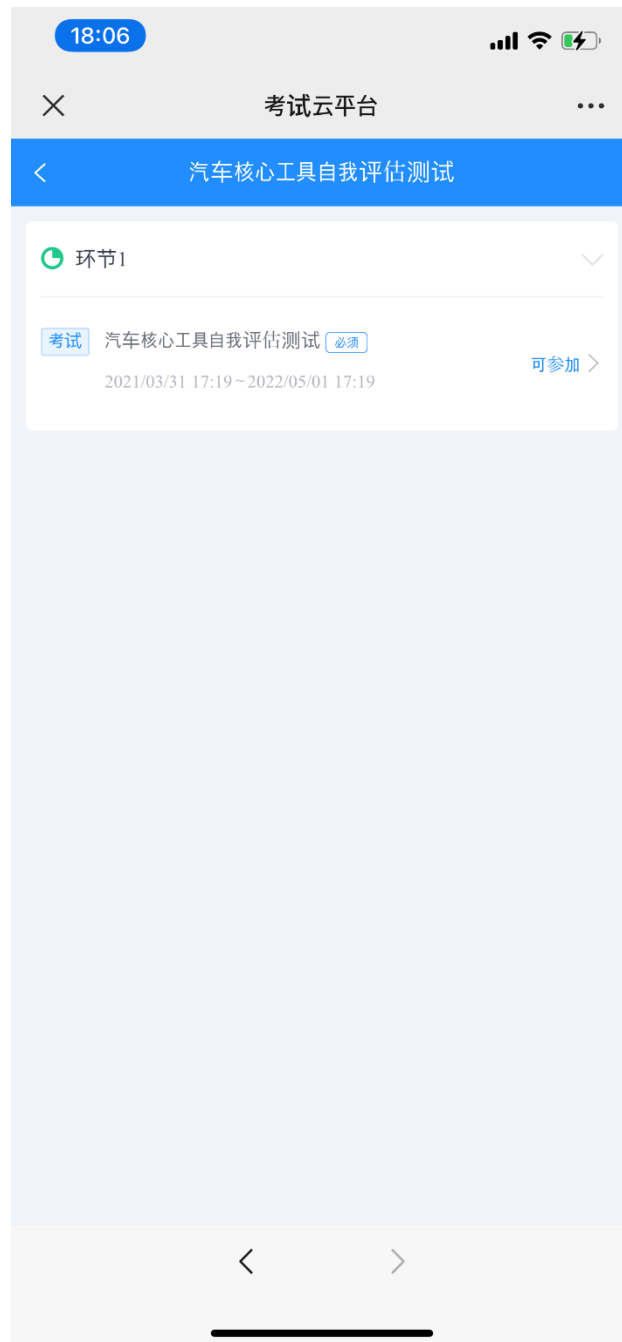 18:06
考试云平台
汽车核心工具自我评估测试
环节1
考试 汽车核心工具自我评估测试 必须
可参加
2021/03/31 17:19~2022/05/01 17:19